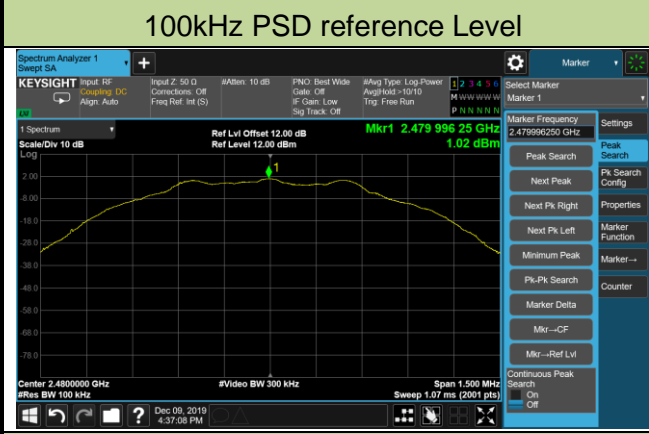 100kHz PSD reference Level
Spectrum Analyzer 1
Swept SA
+
Marker
KEYSIGHT
Input: RF
Coupling: DC
Align: Auto
Input Z: 50 Ω
Corrections: Off
Freq Ref: Int (S)
#Atten: 10 dB
PNO: Best Wide
Gate: Off
IF Gain: Low
Sig Track: Off
#Avg Type: Log-Power
Avg|Hold:>10/10
Trig: Free Run
1 2 3 4 5 6
M W W W W W
P N N N N N
Select Marker
Marker 1
1 Spectrum
Scale/Div 10 dB
Log
Ref Lvl Offset 12.00 dB
Ref Level 12.00 dBm
Mkr1 2.479 996 25 GHz
1.02 dBm
1
2.00
-8.00
-18.0
-28.0
-38.0
-48.0
-58.0
-68.0
-78.0
Center 2.4800000 GHz
#Res BW 100 kHz
#Video BW 300 kHz
Span 1.500 MHz
Sweep 1.07 ms (2001 pts)
Marker Frequency
2.479996250 GHz
Peak Search
Next Peak
Next Pk Right
Next Pk Left
Minimum Peak
Pk-Pk Search
Marker Delta
Mkr→CF
Mkr→Ref Lvl
Continuous Peak
Search
On
Off
Settings
Peak
Search
Pk Search
Config
Properties
Marker
Function
Marker→
Counter
?
Dec 09, 2019
4:37:08 PM